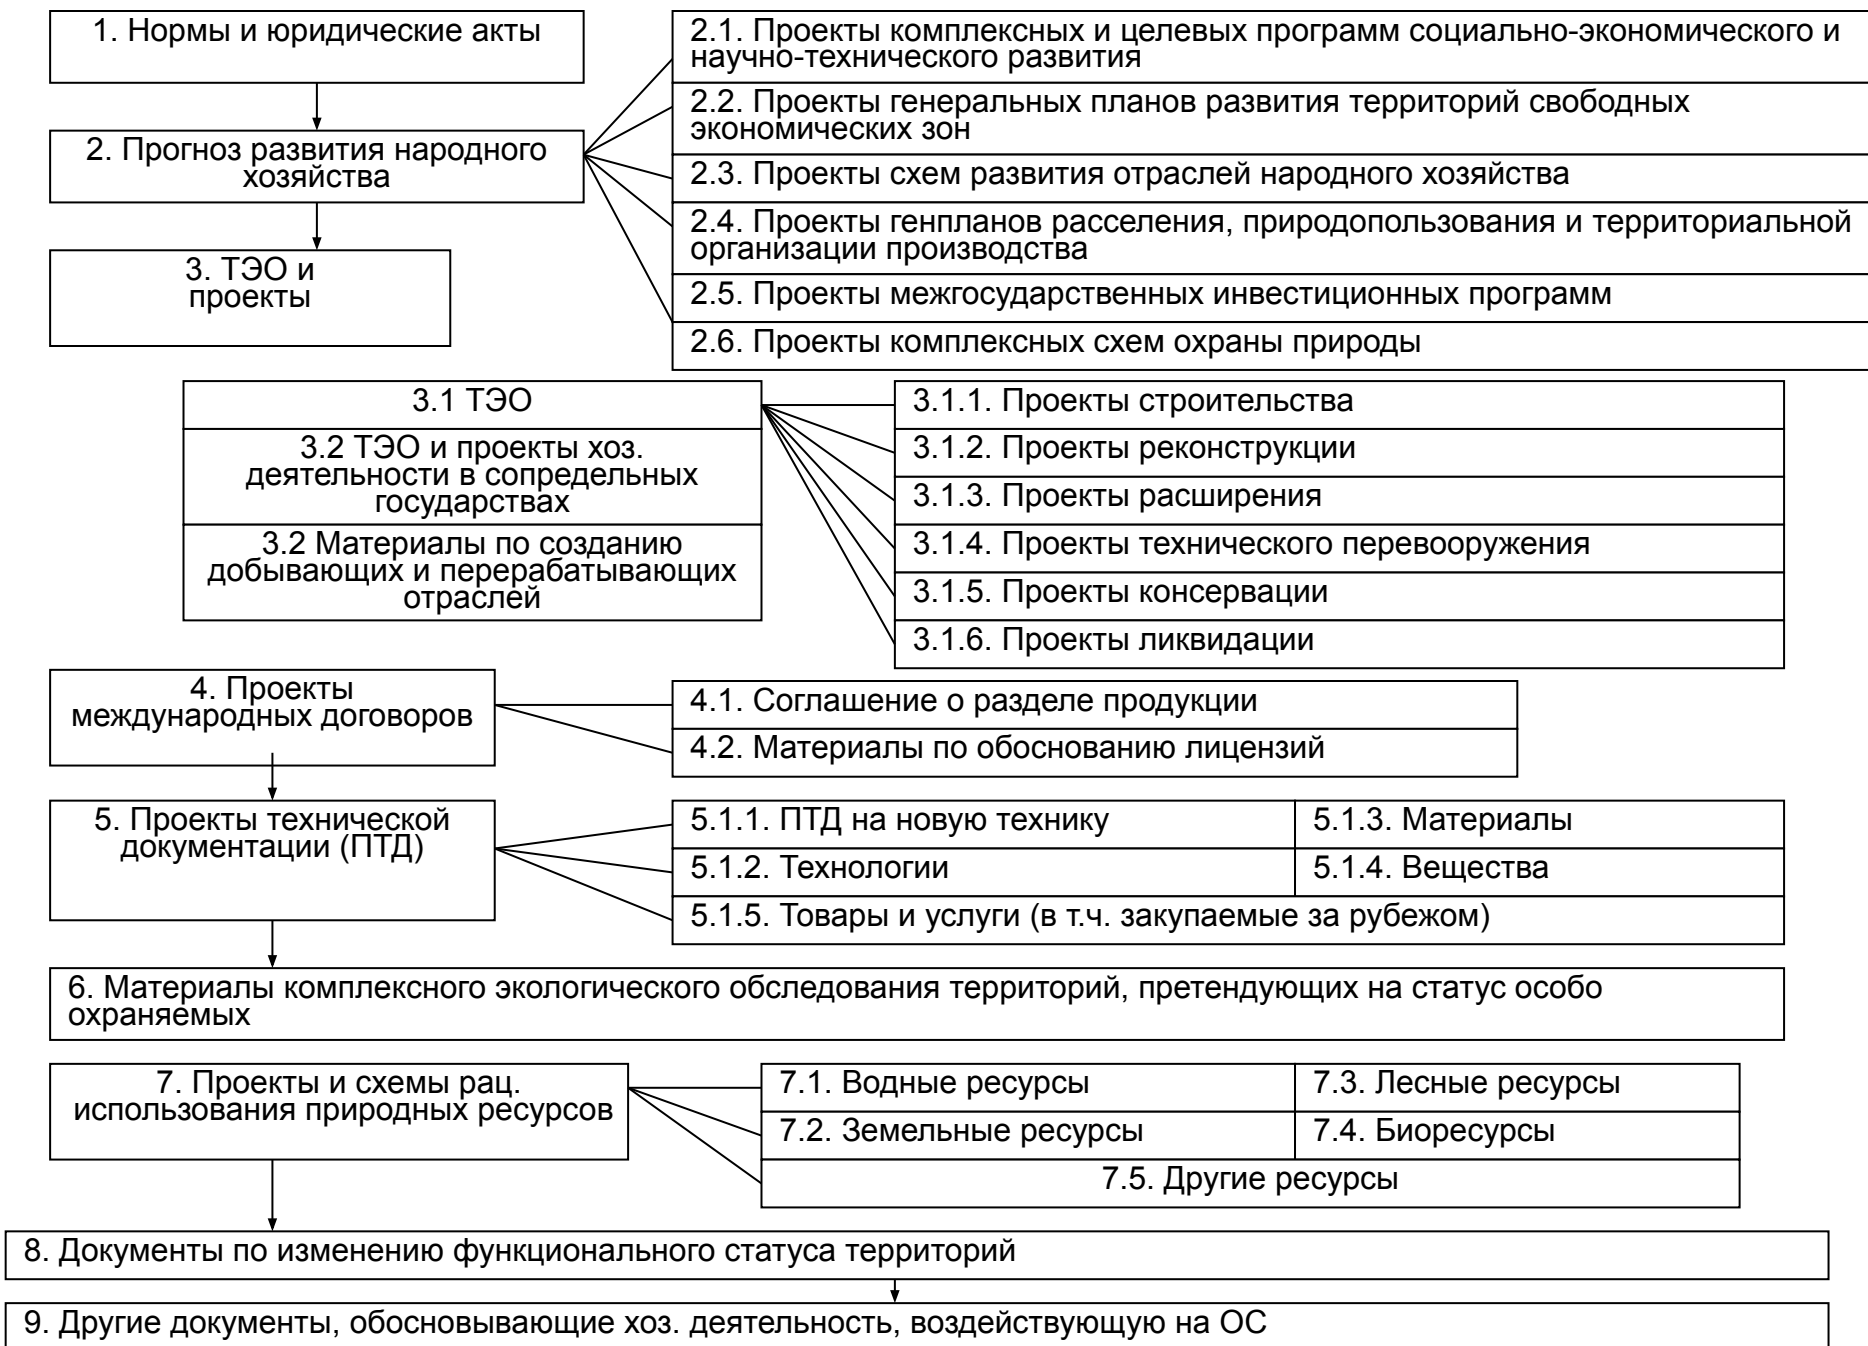 1. Нормы и юридические акты
2. Прогноз развития народного
хозяйства
3. ТЭО и
проекты
2.1. Проекты комплексных и целевых программ социально-экономического и
научно-технического развития
2.2. Проекты генеральных планов развития территорий свободных
экономических зон
2.3. Проекты схем развития отраслей народного хозяйства
2.4. Проекты генпланов расселения, природопользования и территориальной
организации производства
2.5. Проекты межгосударственных инвестиционных программ
2.6. Проекты комплексных схем охраны природы
3.1 ТЭО
3.2 ТЭО и проекты хоз.
деятельности в сопредельных
государствах
3.2 Материалы по созданию
добывающих и перерабатывающих
отраслей
3.1.1. Проекты строительства
3.1.2. Проекты реконструкции
3.1.3. Проекты расширения
3.1.4. Проекты технического перевооружения
3.1.5. Проекты консервации
3.1.6. Проекты ликвидации
4. Проекты
международных договоров
4.1. Соглашение о разделе продукции
4.2. Материалы по обоснованию лицензий
5. Проекты технической
документации (ПТД)
5.1.1. ПТД на новую технику
5.1.3. Материалы
5.1.2. Технологии
5.1.4. Вещества
5.1.5. Товары и услуги (в т.ч. закупаемые за рубежом)
6. Материалы комплексного экологического обследования территорий, претендующих на статус особо
охраняемых
7. Проекты и схемы рац.
использования природных ресурсов
7.1. Водные ресурсы
7.3. Лесные ресурсы
7.2. Земельные ресурсы
7.4. Биоресурсы
7.5. Другие ресурсы
8. Документы по изменению функционального статуса территорий
9. Другие документы, обосновывающие хоз. деятельность, воздействующую на ОС